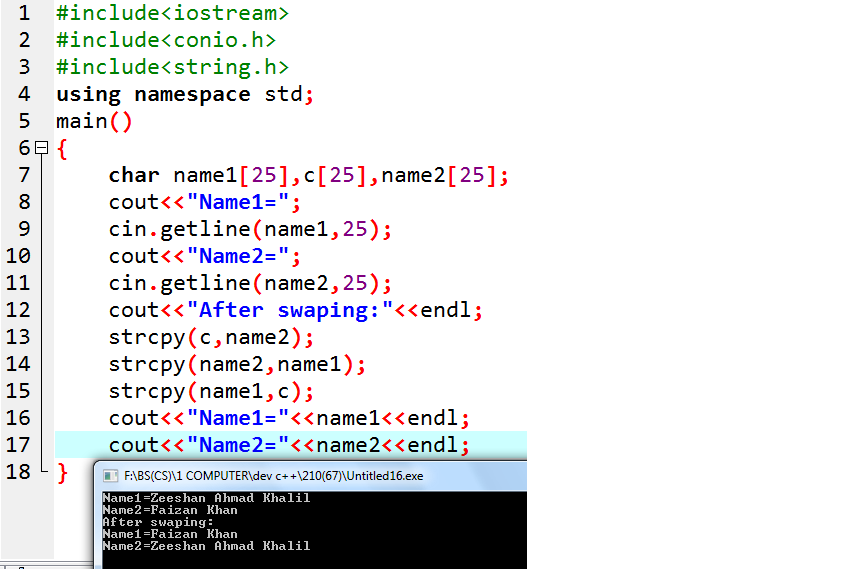 1 #include<iostream>
2 #include<conio.h>
3 #include<string.h>
4 using namespace std;
5 main()
6 {
7 char name1[25],c[25],name2[25];
8 cout<<"Name1=";
9 cin.getline(name1,25);
10 cout<<"Name2=";
11 cin.getline(name2,25);
12 cout<<"After swaping:"<<endl;
13 strcpy(c,name2);
14 strcpy(name2,name1);
15 strcpy(name1,c);
16 cout<<"Name1="<<name1<<endl;
17 cout<<"Name2="<<name2<<endl;
18 }
F:\BS(CS)\1 COMPUTER\dev c++\210(67)\Untitled16.exe
Name1=Zeeshan Ahmad Khalil
Name2=Faizan Khan
After swaping:
Name1=Faizan Khan
Name2=Zeeshan Ahmad Khalil